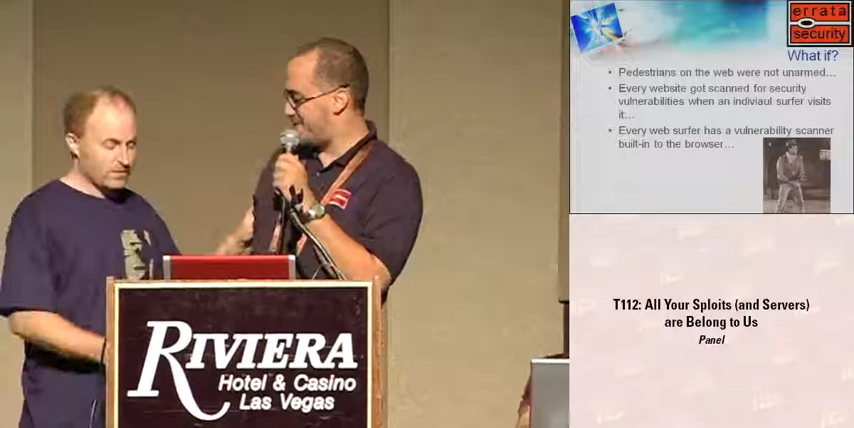 errata
security
What if?
• Pedestrians on the web were not unarmed…
• Every website got scanned for security
vulnerabilities when an indiviaul surfer visits
it…
• Every web surfer has a vulnerability scanner
built-in to the browser…
T112: All Your Sploits (and Servers)
are Belong to Us
Panel
RIVIERA
Hotel & Casino
Las Vegas